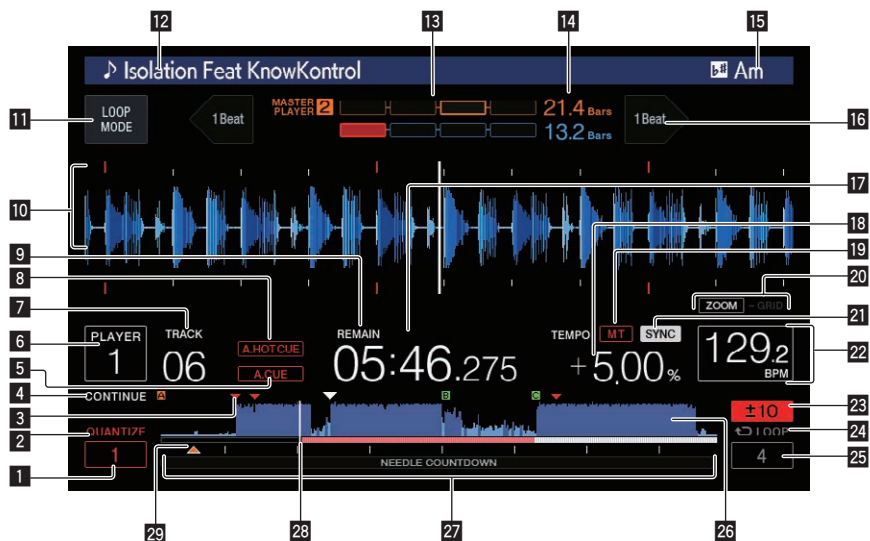 12 13 14 15
♪ Isolation Feat KnowKontrol ♭# Am
11 LOOP MODE 1Beat MASTER PLAYER 2 21.4 Bars 1Beat 16
13.2 Bars
17
10 18
9 19
8 20
7 ZOOM - GRID 21
6 PLAYER 1 TRACK 06 A.HOTCUE REMAIN 05:46.275 TEMPO MT SYNC +5.00% 129.2 BPM 22
5 A.CUE
4 CONTINUE A B C ±10 23
3 LOOP 24
2 QUANTIZE
1 1 4 25
NEEDLE COUNTDOWN
29 28 27 26